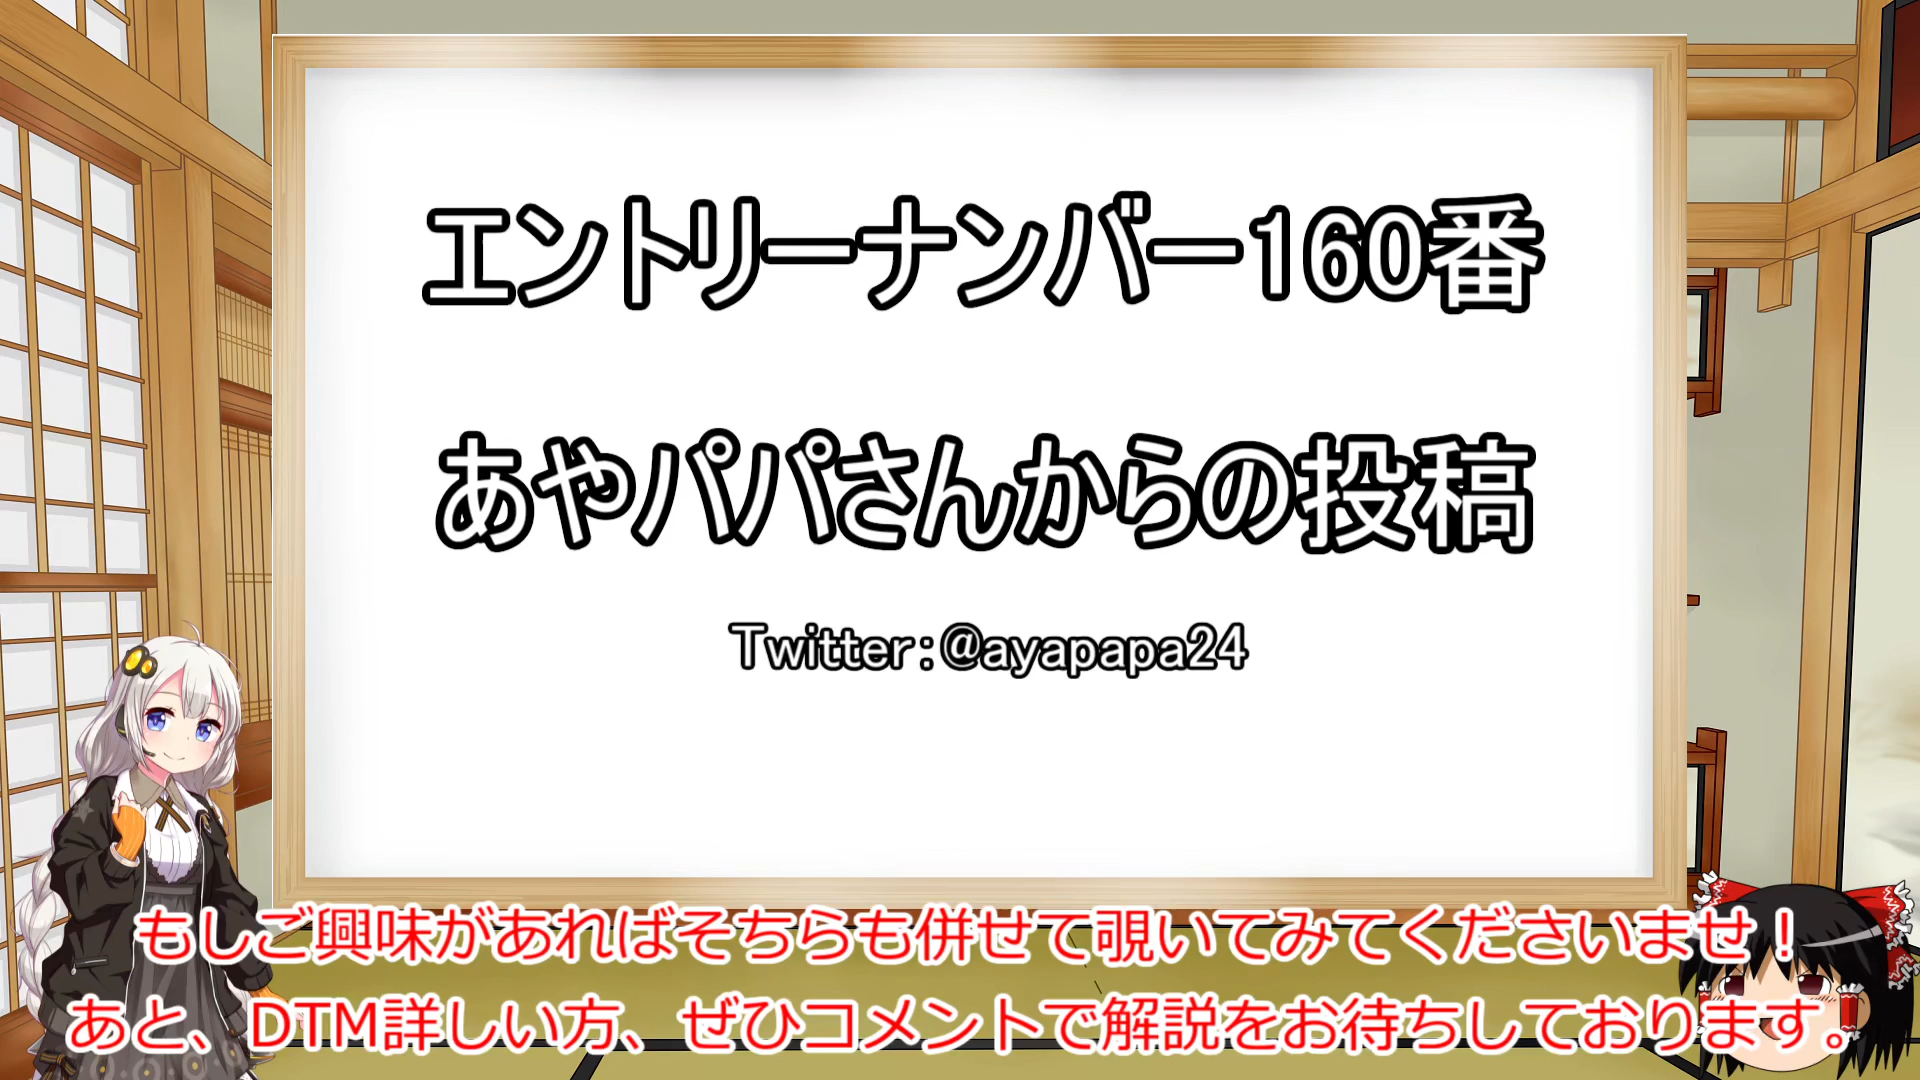 エントリーナンバー160番
あやパパさんからの投稿
Twitter:@ayapapa24
もしご興味があればそちらも併せて覗いてみてくださいませ！
あと、DTM詳しい方、ぜひコメントで解説をお待ちしております。